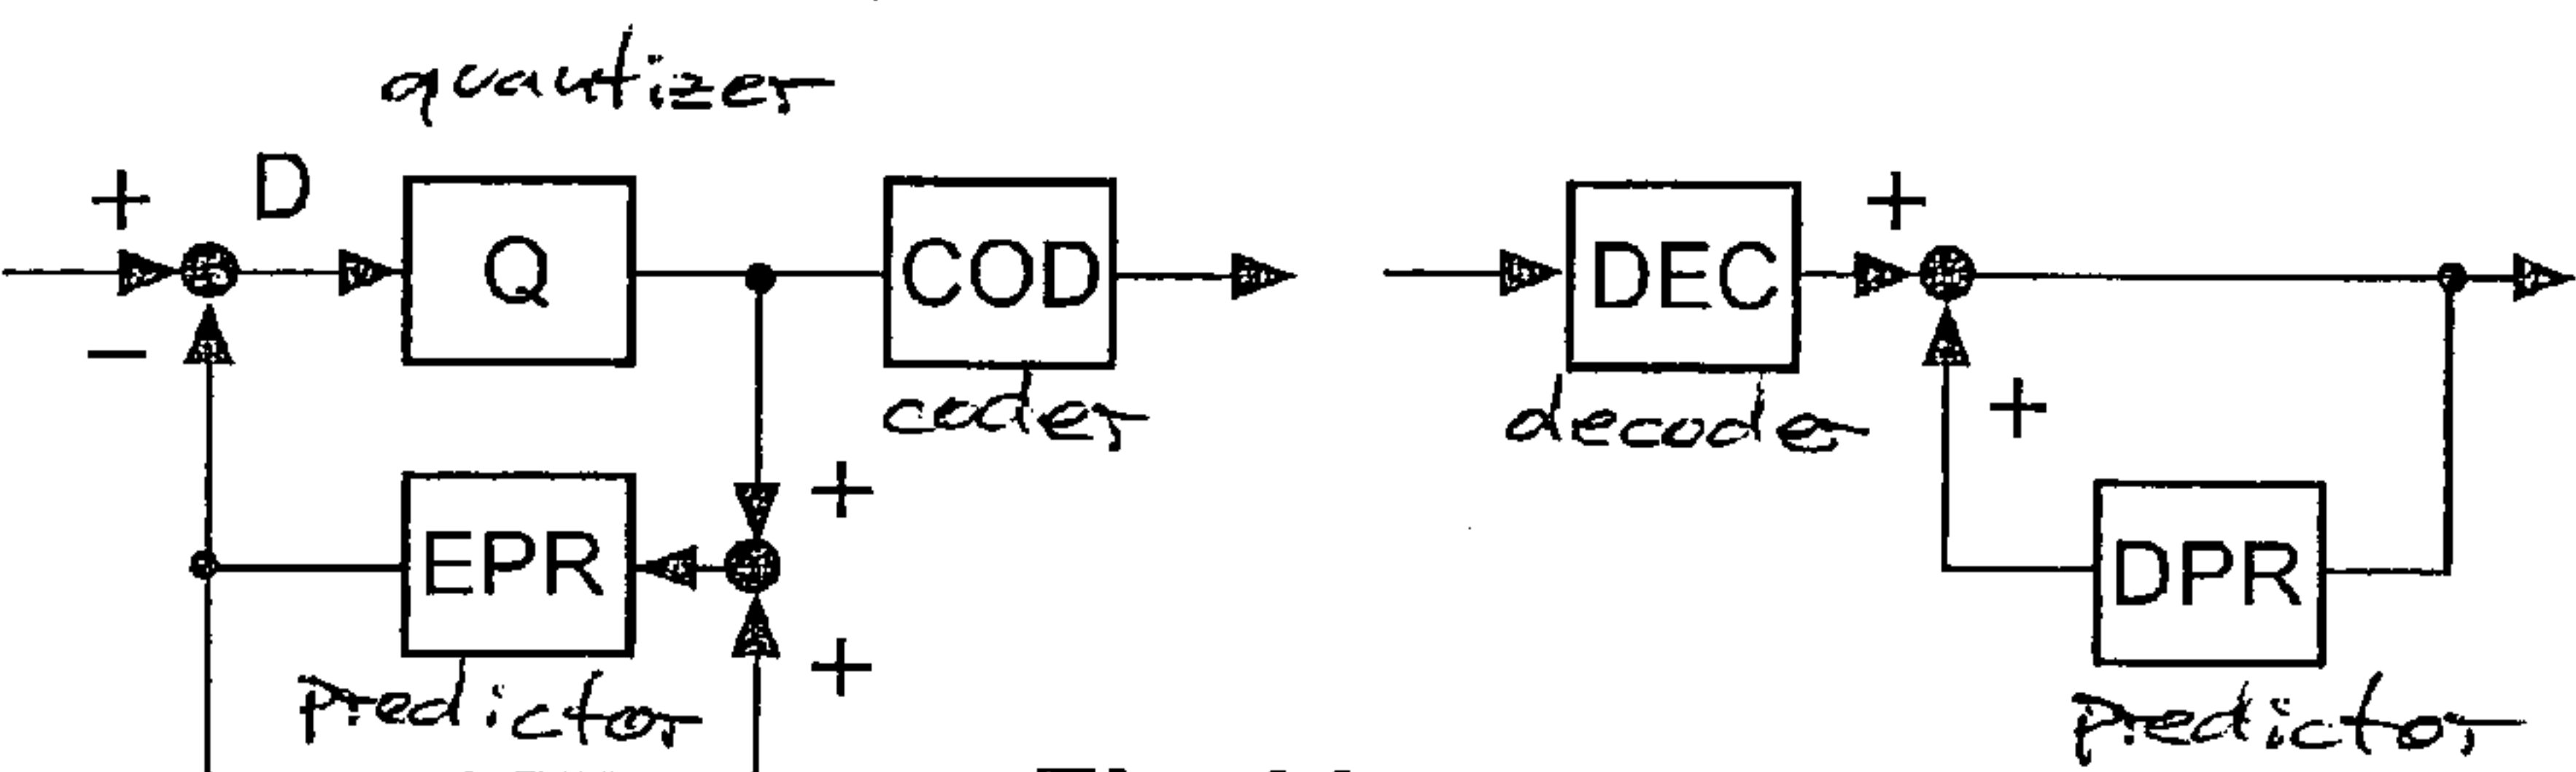 quantizer
+ D
Q COD DEC +
−
coder decoder +
+
EPR DPR
+
predictor predictor